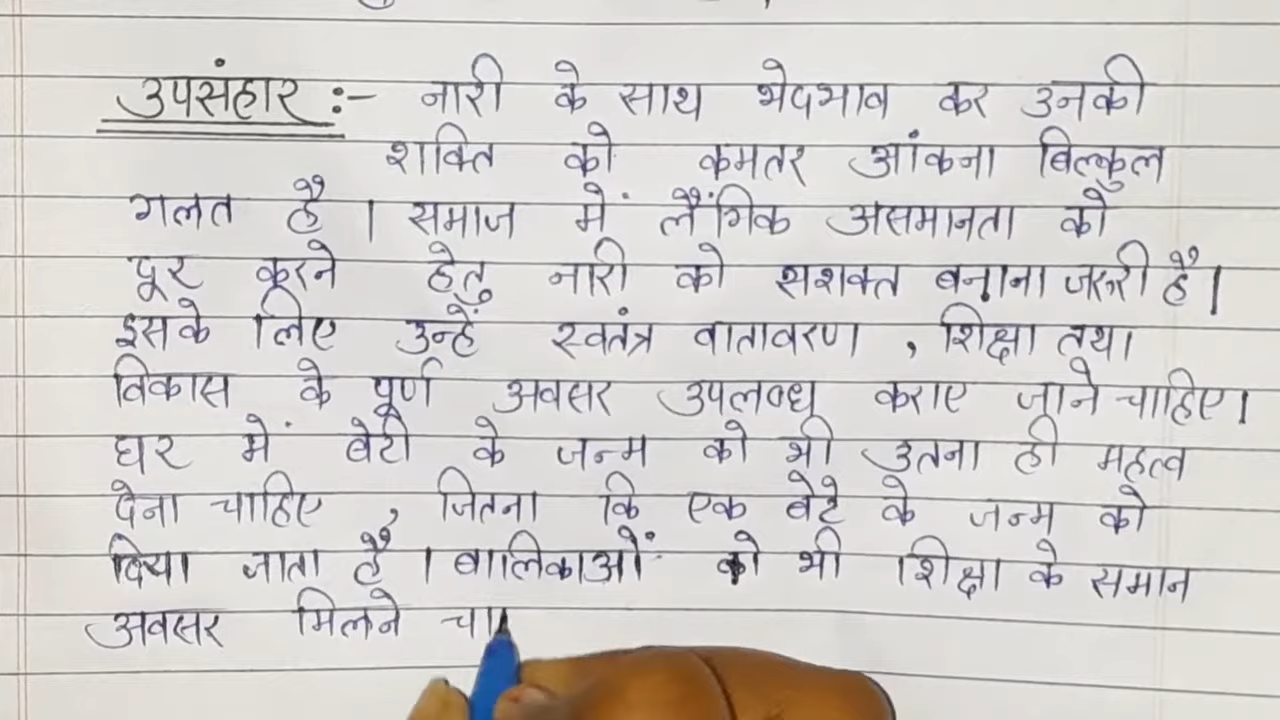 उपसंहार :- नारी के साथ भेदभाव कर उनकी
शक्ति को कमतर आंकना बिल्कुल
गलत है । समाज में लैंगिक असमानता को
दूर करने हेतु नारी को सशक्त बनाना जरुरी है ।
इसके लिए उन्हें स्वतंत्र वातावरण , शिक्षा तथा
विकास के पूर्ण अवसर उपलब्ध कराए जाने चाहिए ।
घर में बेटी के जन्म को भी उतना ही महत्व
देना चाहिए , जितना कि एक बेटे के जन्म को
दिया जाता है । बालिकाओं को भी शिक्षा के समान
अवसर मिलने चा